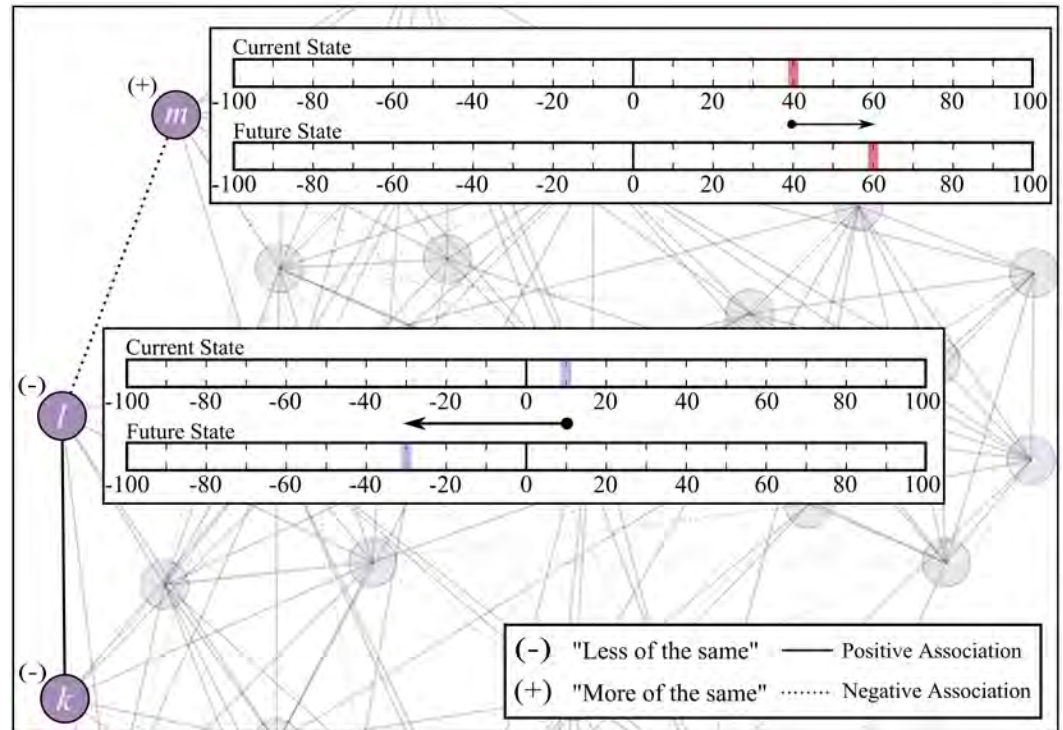 Current State
-100 -80 -60 -40 -20 0 20 40 60 80 100
(+)
m
Future State
-100 -80 -60 -40 -20 0 20 40 60 80 100
Current State
-100 -80 -60 -40 -20 0 20 40 60 80 100
(-)
l
Future State
-100 -80 -60 -40 -20 0 20 40 60 80 100
(-)
k
(-) "Less of the same" Positive Association
(+) "More of the same" Negative Association